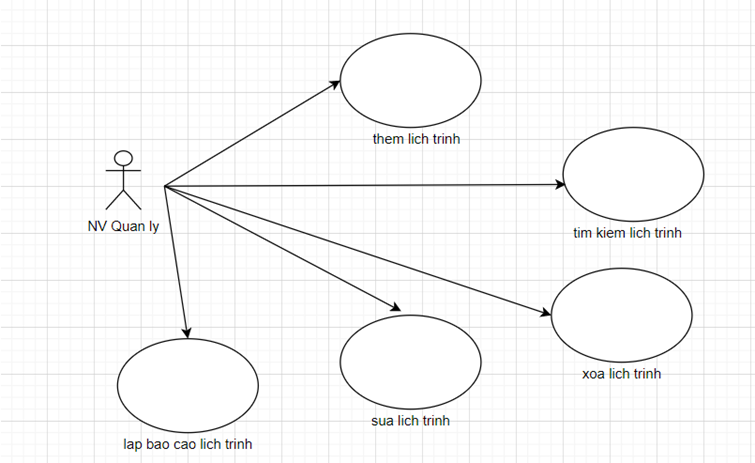 them lich trinh
NV Quan ly
tim kiem lich trinh
xoa lich trinh
sua lich trinh
lap bao cao lich trinh